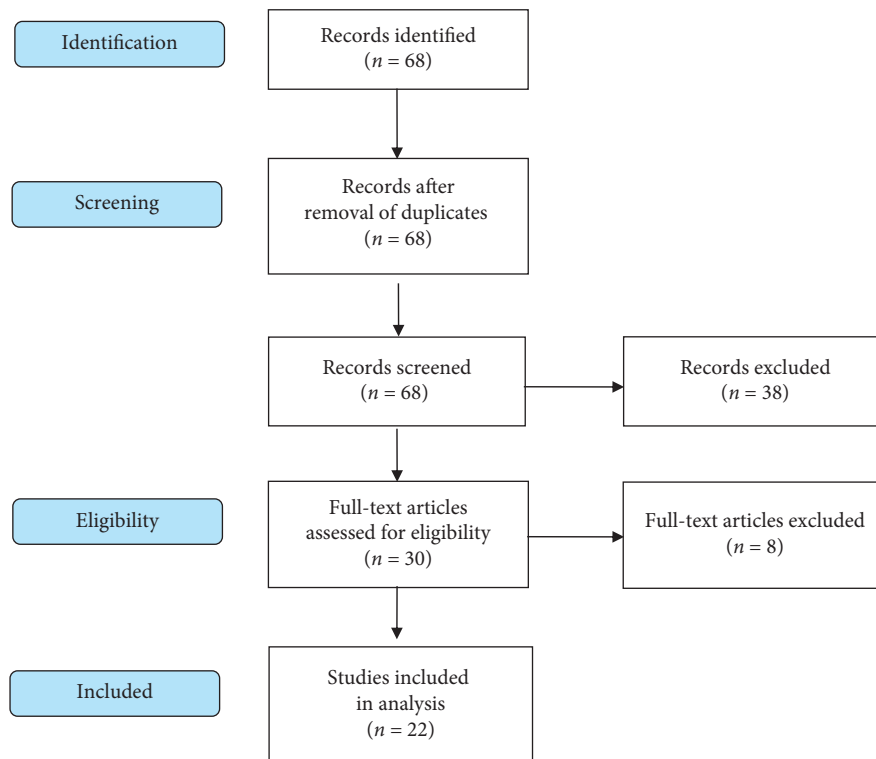 Identification
Records identified
(n = 68)
Screening
Records after
removal of duplicates
(n = 68)
Records screened
(n = 68)
Records excluded
(n = 38)
Eligibility
Full-text articles
assessed for eligibility
(n = 30)
Full-text articles excluded
(n = 8)
Included
Studies included
in analysis
(n = 22)